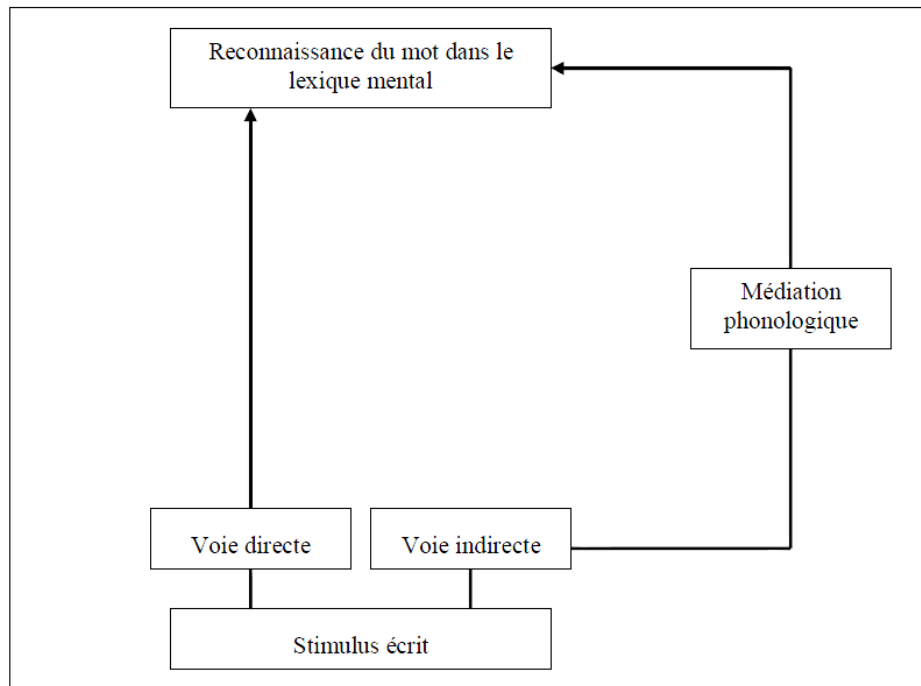 Reconnaissance du mot dans le
lexique mental
Médiation
phonologique
Voie directe
Voie indirecte
Stimulus écrit